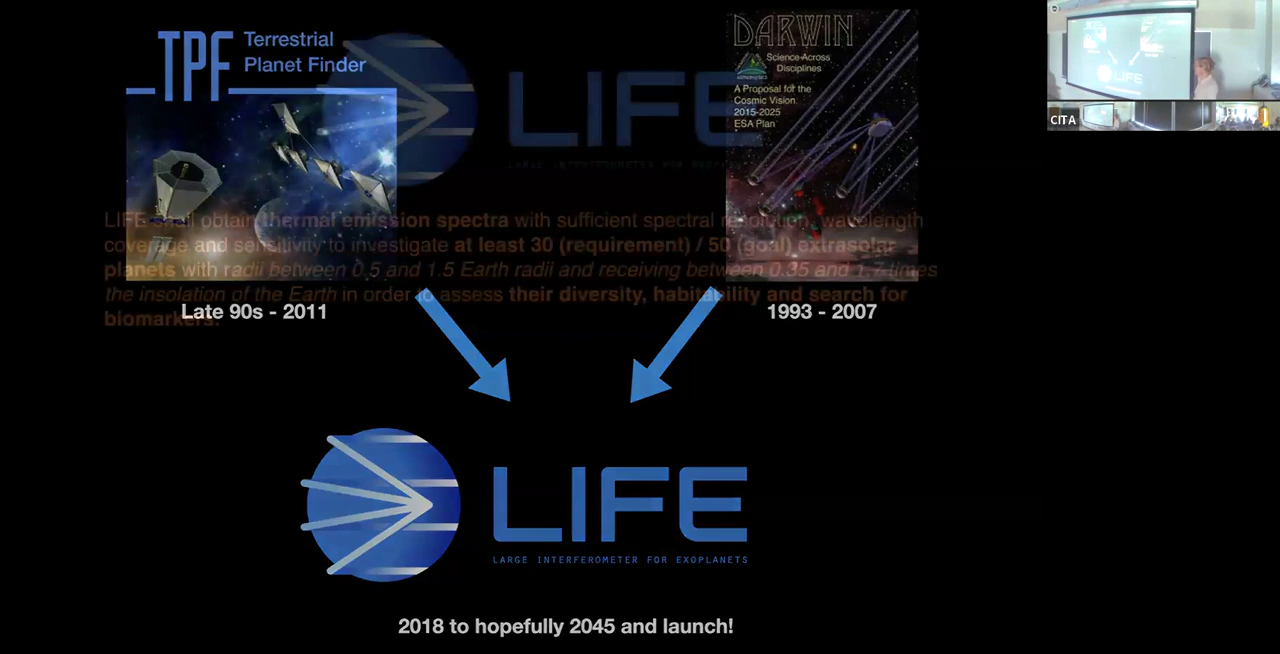 TPF Terrestrial
Planet Finder
LIFE
DARWIN
Science Across
Disciplines
A Proposal for the
Cosmic Vision
2015-2025
ESA Plan
LIFE
CITA
LIFE will obtain thermal emission spectra with sufficient spectral resolution, wavelength
coverage and sensitivity to investigate at least 30 (requirement) / 50 (goal) extrasolar
planets with radii between 0.5 and 1.5 Earth radii and receiving between 0.35 and 1.7 times
the insolation of the Earth in order to assess their diversity, habitability and search for
biomarkers.
Late 90s - 2011
1993 - 2007
LIFE
LARGE INTERFEROMETER FOR EXOPLANETS
2018 to hopefully 2045 and launch!